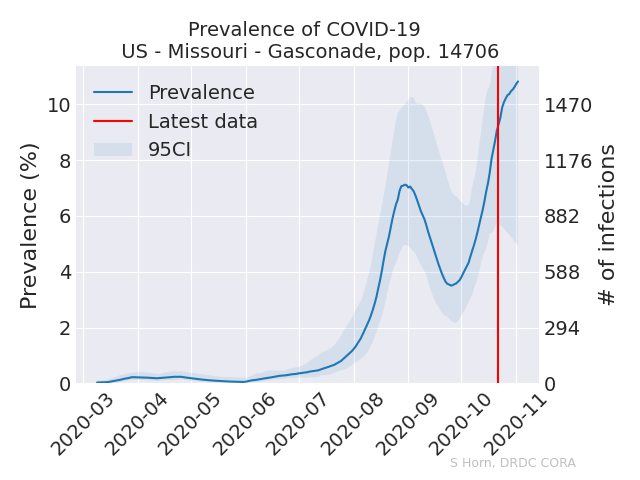 Prevalence of COVID-19
US - Missouri - Gasconade, pop. 14706
Prevalence
Latest data
95CI
Prevalence (%)
10
8
6
4
2
0
1470
1176
882
588
294
0
# of infections
2020-03
2020-04
2020-05
2020-06
2020-07
2020-08
2020-09
2020-10
2020-11
S Horn, DRDC CORA